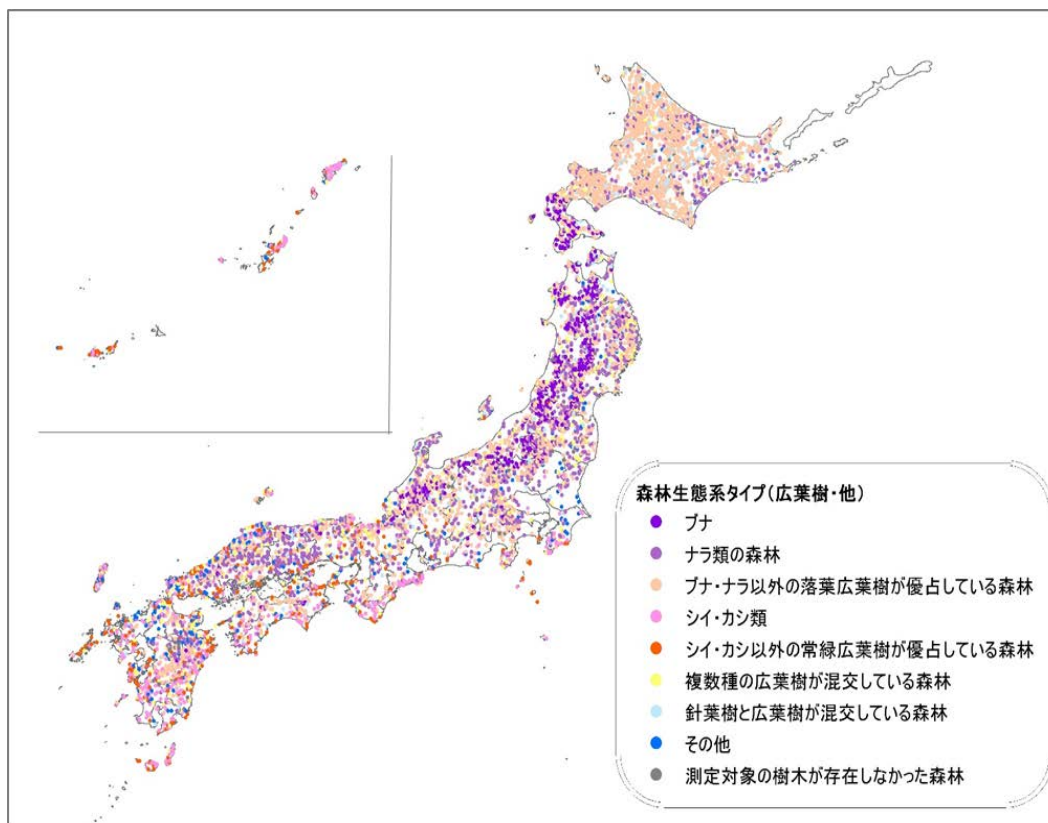 森林生態系タイプ(広葉樹・他)
ブナ
ナラ類の森林
ブナ・ナラ以外の落葉広葉樹が優占している森林
シイ・カシ類
シイ・カシ以外の常緑広葉樹が優占している森林
複数種の広葉樹が混交している森林
針葉樹と広葉樹が混交している森林
その他
測定対象の樹木が存在しなかった森林